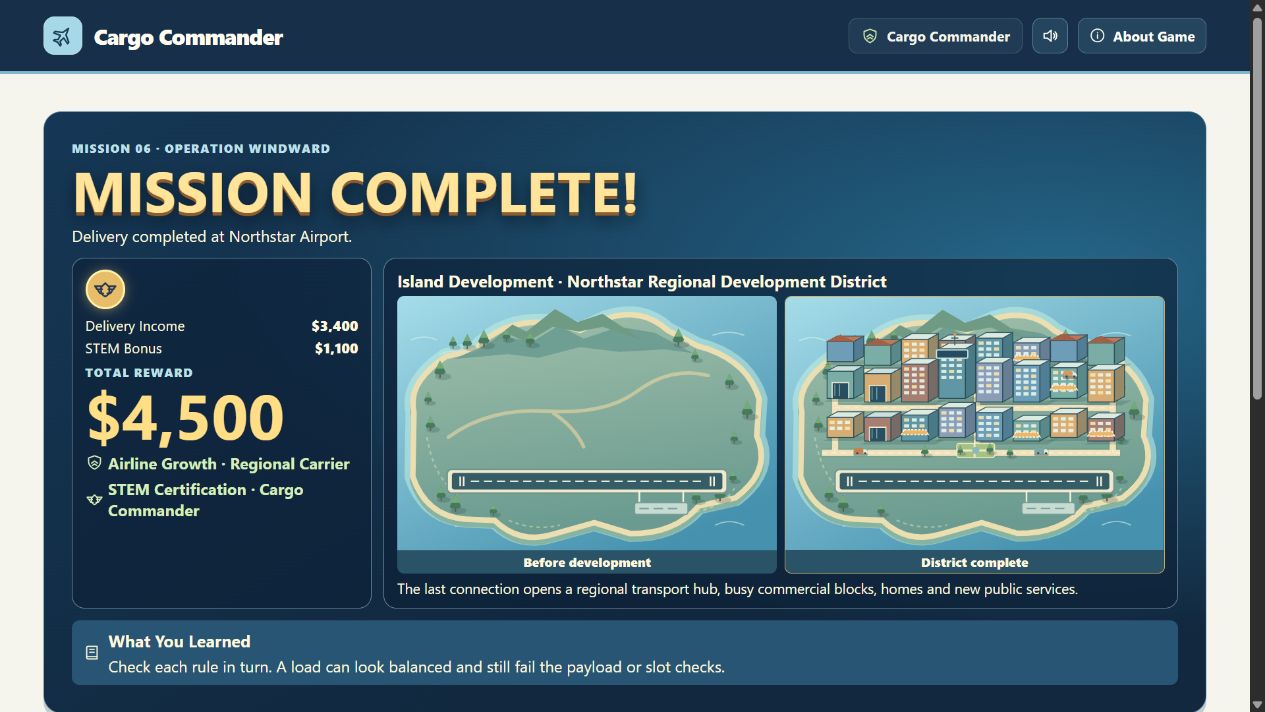 Cargo Commander
Cargo Commander
About Game
MISSION 06 · OPERATION WINDWARD
MISSION COMPLETE!
Delivery completed at Northstar Airport.
Delivery Income $3,400
STEM Bonus $1,100
TOTAL REWARD
$4,500
Airline Growth · Regional Carrier
STEM Certification · Cargo
Commander
Island Development · Northstar Regional Development District
Before development
District complete
The last connection opens a regional transport hub, busy commercial blocks, homes and new public services.
What You Learned
Check each rule in turn. A load can look balanced and still fail the payload or slot checks.